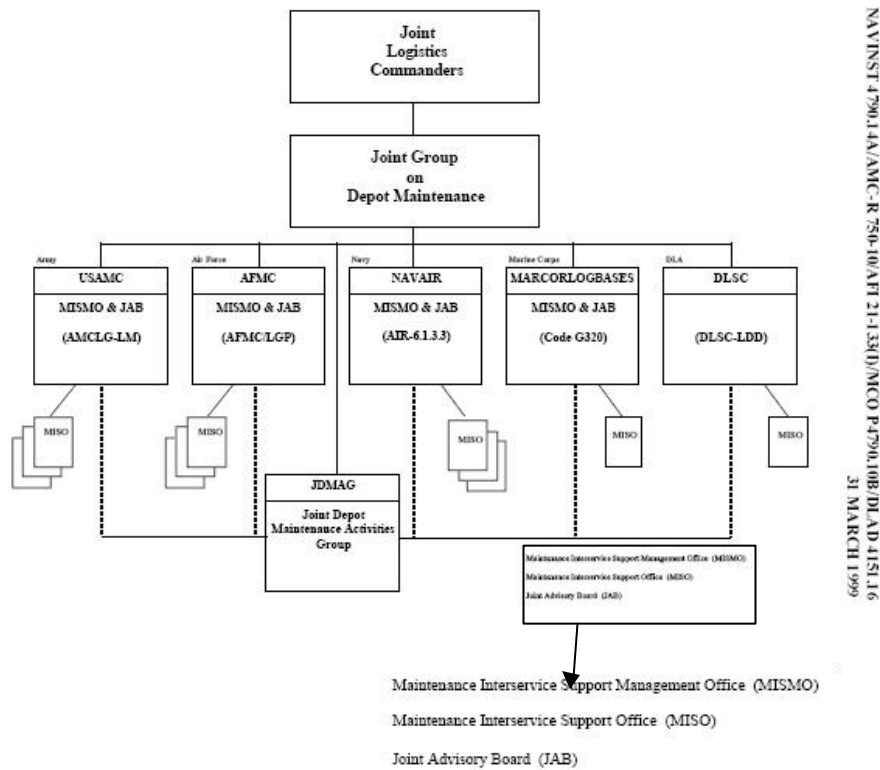 Joint
Logistics
Commanders
Joint Group
on
Depot Maintenance
Army
USAMC
MISMO & JAB
(AMCLG-LM)
Air Force
AFMC
MISMO & JAB
(AFMC/LGP)
Navy
NAVAIR
MISMO & JAB
(AIR-6.1.3.3)
Marine Corps
MARCORLOGBASES
MISMO & JAB
(Code G320)
DLA
DLSC
(DLSC-LDD)
MISO
MISO
MISO
MISO
MISO
JDMAG
Joint Depot
Maintenance Activities
Group
Maintenance Interservice Support Management Office (MISMO)
Maintenance Interservice Support Office (MISO)
Joint Advisory Board (JAB)
Maintenance Interservice Support Management Office (MISMO)
Maintenance Interservice Support Office (MISO)
Joint Advisory Board (JAB)
NAVINST 4790.14A/AMC-R 750-10/AFI 21-133(I)/MCO P4790.10B/DLAD 4151.16
31 MARCH 1999